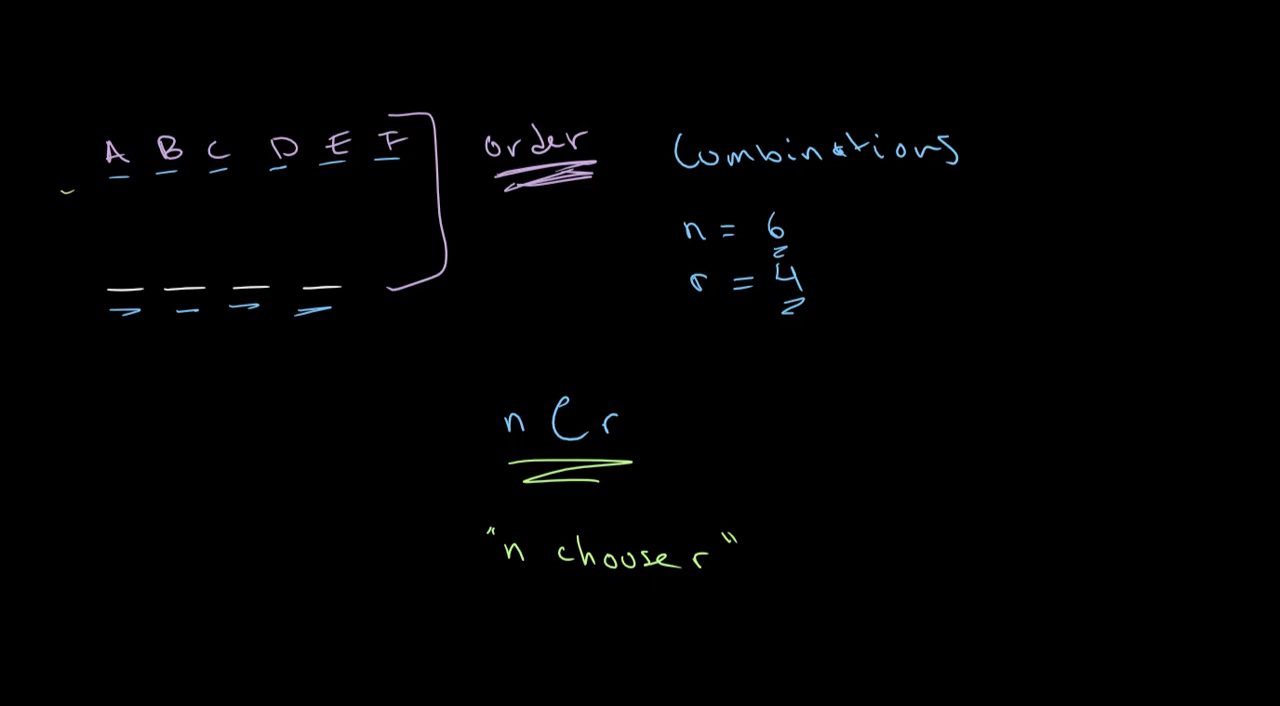 A B C D E F
order
Combinations
n = 6
r = 4
n C r
"n choose r"